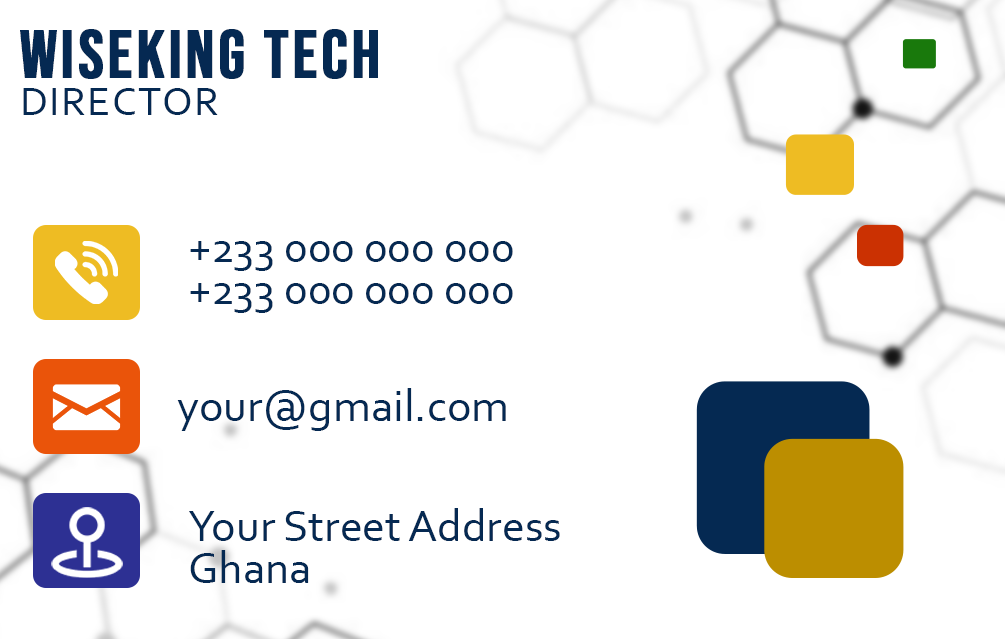 WISEKING TECH
DIRECTOR
+233 000 000 000
+233 000 000 000
your@gmail.com
Your Street Address
Ghana